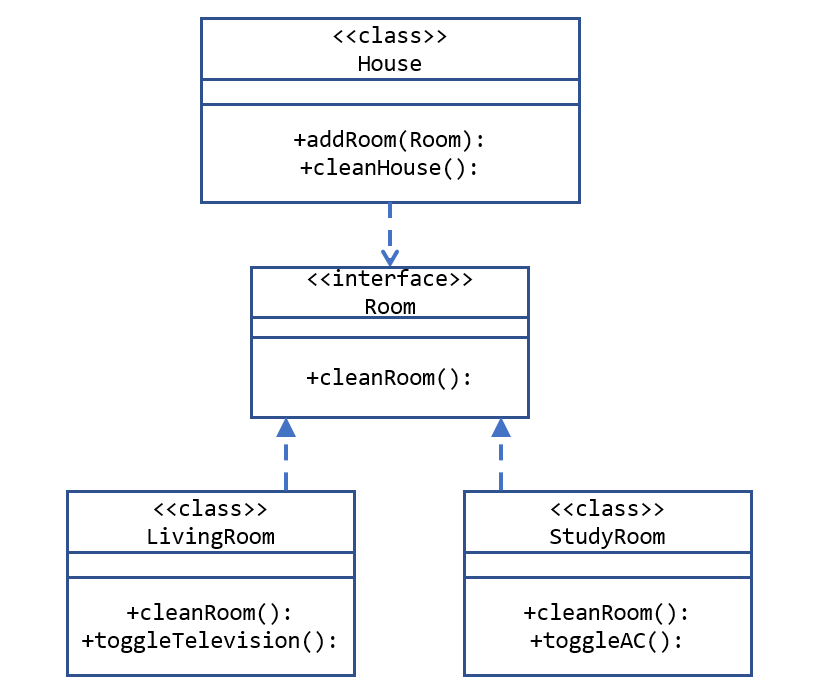 <<class>>
House
+addRoom(Room):
+cleanHouse():
<<interface>>
Room
+cleanRoom():
<<class>>
LivingRoom
+cleanRoom():
+toggleTelevision():
<<class>>
StudyRoom
+cleanRoom():
+toggleAC():